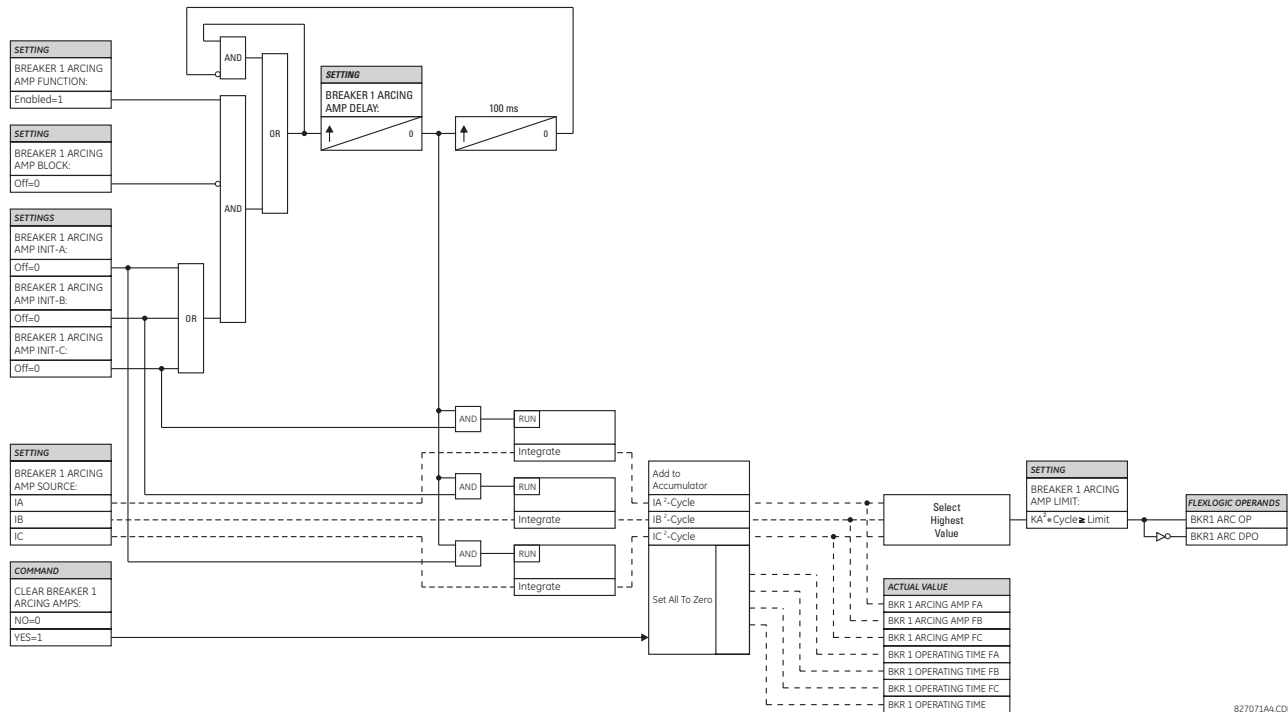 SETTING
BREAKER 1 ARCING
AMP FUNCTION:
Enabled=1
SETTING
BREAKER 1 ARCING
AMP BLOCK:
Off=0
SETTINGS
BREAKER 1 ARCING
AMP INIT-A:
Off=0
BREAKER 1 ARCING
AMP INIT-B:
Off=0
BREAKER 1 ARCING
AMP INIT-C:
Off=0
SETTING
BREAKER 1 ARCING
AMP SOURCE:
IA
IB
IC
COMMAND
CLEAR BREAKER 1
ARCING AMPS:
NO=0
YES=1
AND
OR
AND
OR
SETTING
BREAKER 1 ARCING
AMP DELAY:
0
100 ms
0
AND
RUN
Integrate
AND
RUN
Integrate
AND
RUN
Integrate
Add to
Accumulator
IA²-Cycle
IB²-Cycle
IC²-Cycle
Set All To Zero
Select
Highest
Value
SETTING
BREAKER 1 ARCING
AMP LIMIT:
KA²*Cycle≥Limit
FLEXLOGIC OPERANDS
BKR1 ARC OP
BKR1 ARC DPO
ACTUAL VALUE
BKR 1 ARCING AMP FA
BKR 1 ARCING AMP FB
BKR 1 ARCING AMP FC
BKR 1 OPERATING TIME FA
BKR 1 OPERATING TIME FB
BKR 1 OPERATING TIME FC
BKR 1 OPERATING TIME
827071A4.CDR